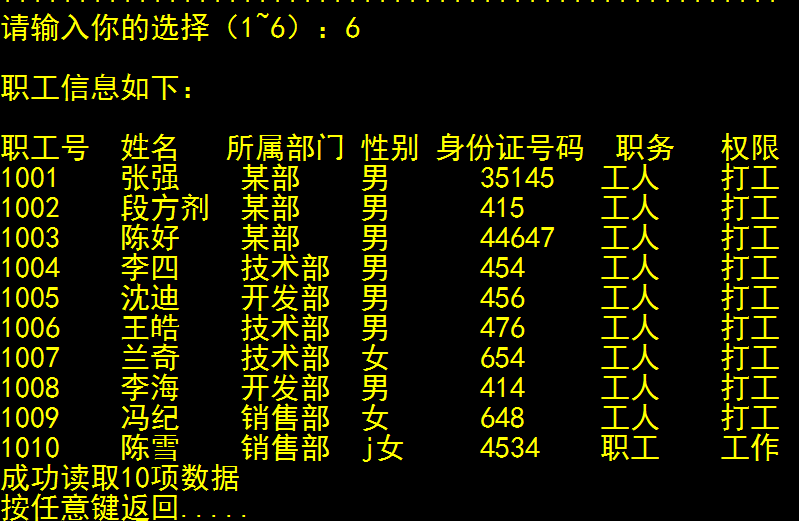 请输入你的选择（1~6）：6
职工信息如下：
职工号 姓名 所属部门 性别 身份证号码 职务 权限
1001 张强 某部 男 35145 工人 打工
1002 段方剂 某部 男 415 工人 打工
1003 陈好 某部 男 44647 工人 打工
1004 李四 技术部 男 454 工人 打工
1005 沈迪 开发部 男 456 工人 打工
1006 王皓 技术部 男 476 工人 打工
1007 兰奇 技术部 女 654 工人 打工
1008 李海 开发部 男 414 工人 打工
1009 冯纪 销售部 女 648 工人 打工
1010 陈雪 销售部 j女 4534 职工 工作
成功读取10项数据
按任意键返回.....